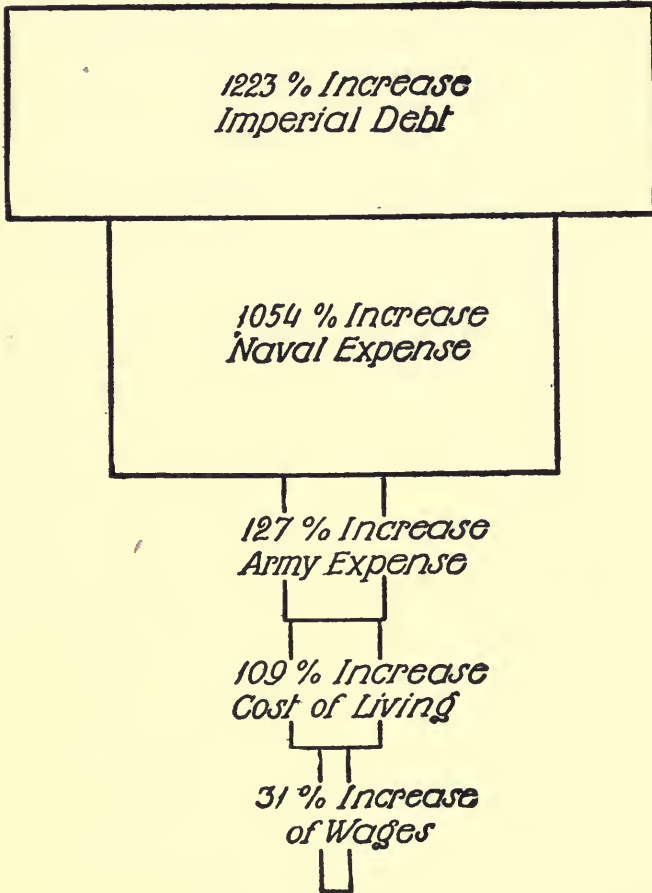 1223 % Increase
Imperial Debt
1054 % Increase
Naval Expense
127 % Increase
Army Expense
109 % Increase
Cost of Living
31 % Increase
of Wages